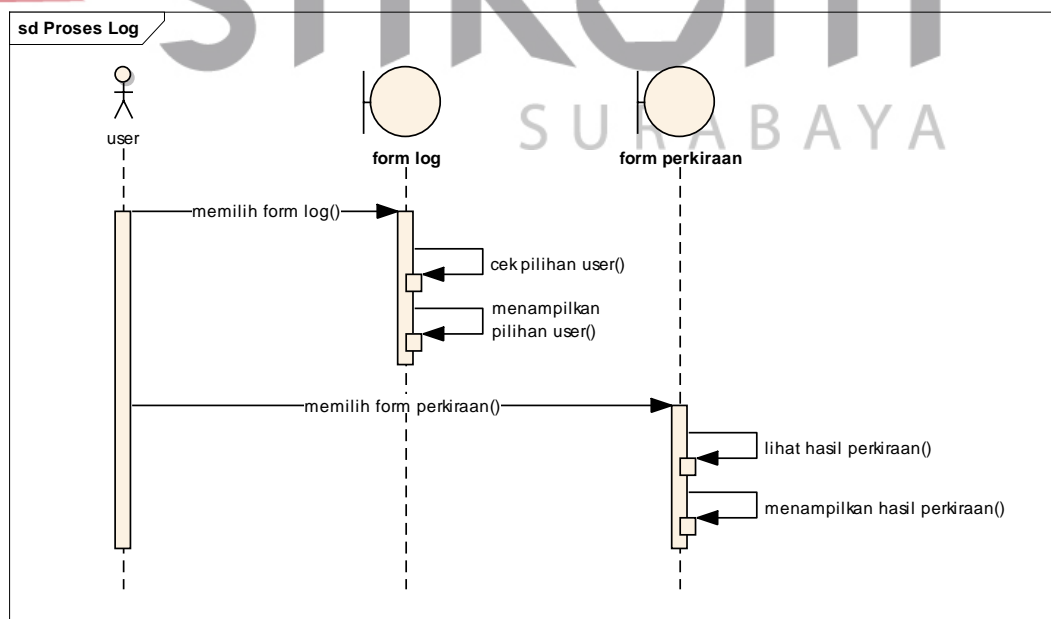 sd Proses Log
SURABAYA
user
form log
form perkiraan
memilih form log()
cek pilihan user()
menampilkan
pilihan user()
memilih form perkiraan()
lihat hasil perkiraan()
menampilkan hasil perkiraan()